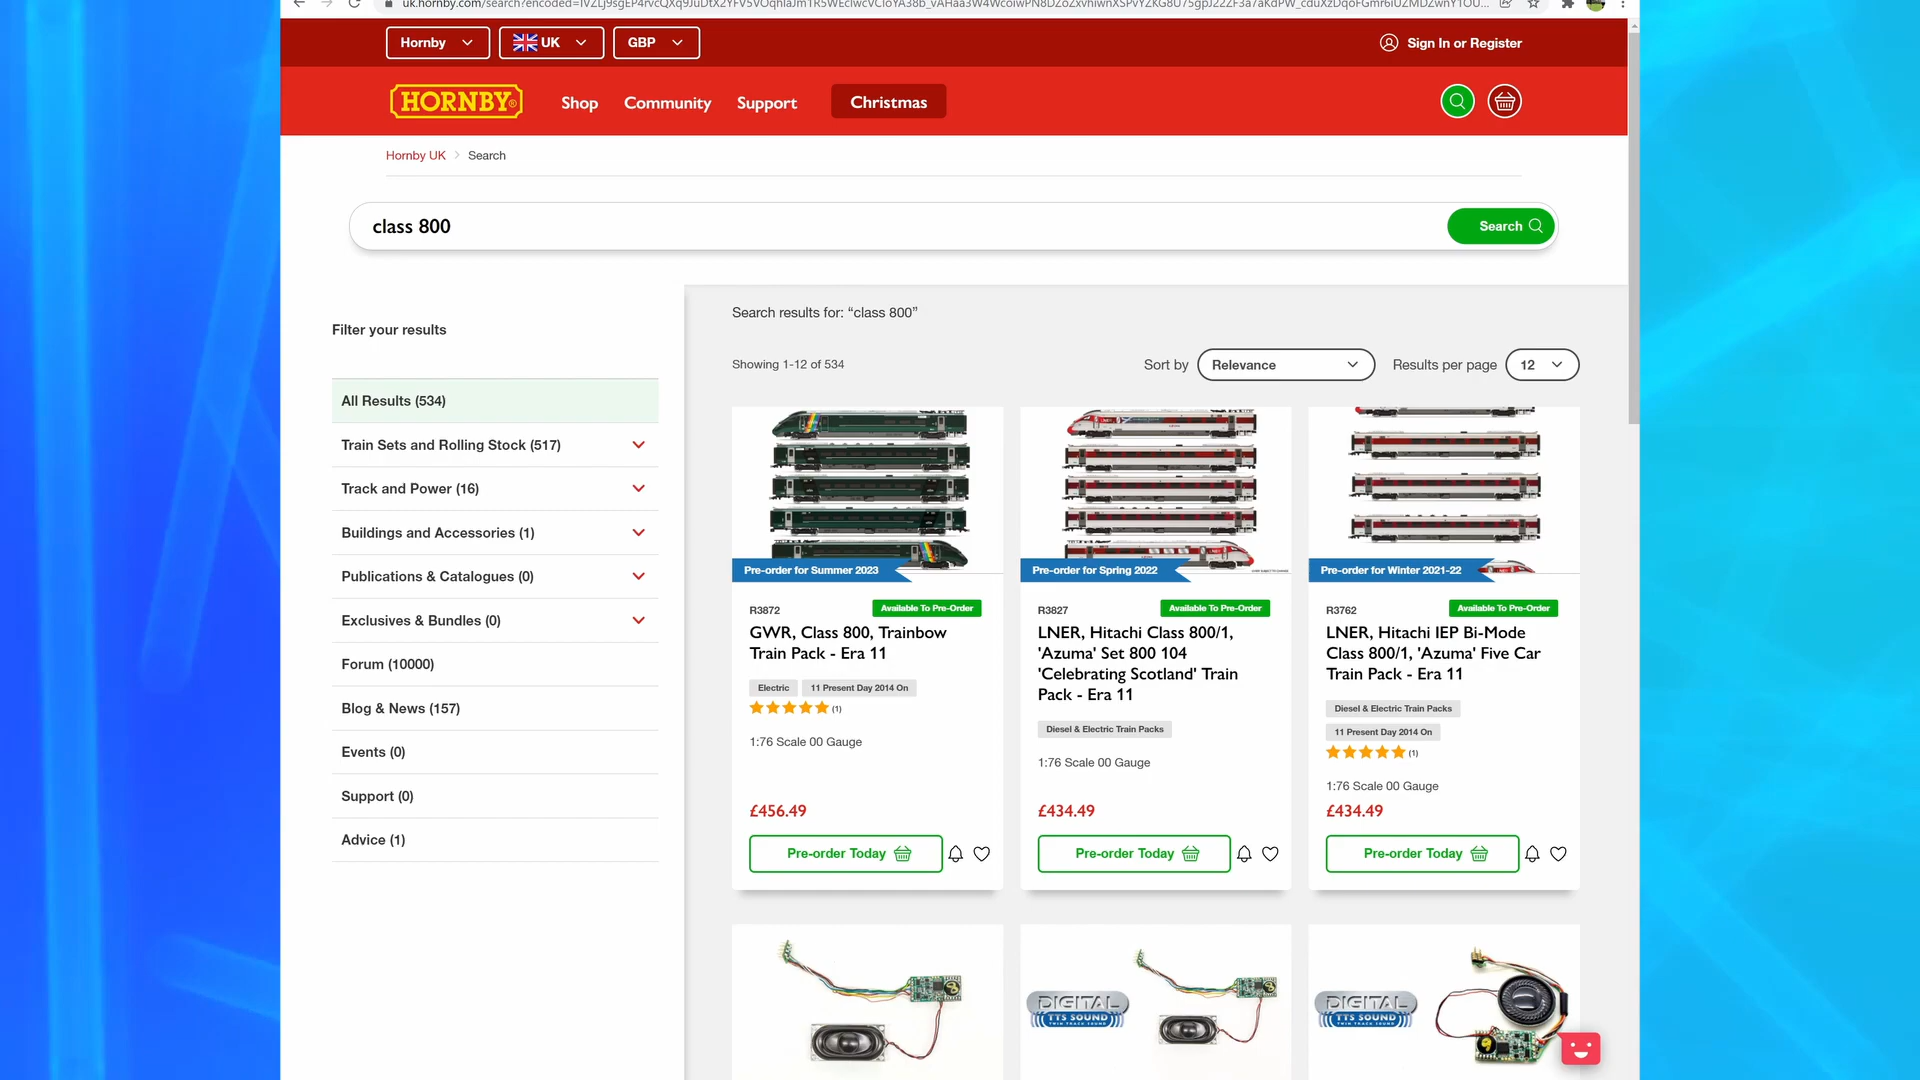 Hornby
UK
GBP
Sign In or Register
HORNBY®
Shop
Community
Support
Christmas
Hornby UK
Search
class 800
Search
Filter your results
All Results (534)
Train Sets and Rolling Stock (517)
Track and Power (16)
Buildings and Accessories (1)
Publications & Catalogues (0)
Exclusives & Bundles (0)
Forum (10000)
Blog & News (157)
Events (0)
Support (0)
Advice (1)
Search results for: “class 800”
Showing 1-12 of 534
Sort by
Relevance
Results per page
12
Pre-order for Summer 2023
R3872
Available To Pre-Order
GWR, Class 800, Trainbow
Train Pack - Era 11
Electric
11 Present Day 2014 On
(1)
1:76 Scale 00 Gauge
£456.49
Pre-order Today
Pre-order for Spring 2022
R3827
Available To Pre-Order
LNER, Hitachi Class 800/1,
'Azuma' Set 800 104
'Celebrating Scotland' Train
Pack - Era 11
Diesel & Electric Train Packs
1:76 Scale 00 Gauge
£434.49
Pre-order Today
Pre-order for Winter 2021-22
R3762
Available To Pre-Order
LNER, Hitachi IEP Bi-Mode
Class 800/1, 'Azuma' Five Car
Train Pack - Era 11
Diesel & Electric Train Packs
11 Present Day 2014 On
(1)
1:76 Scale 00 Gauge
£434.49
Pre-order Today
DIGITAL
TTS SOUND
TWIN TRACK SOUND
DIGITAL
TTS SOUND
TWIN TRACK SOUND